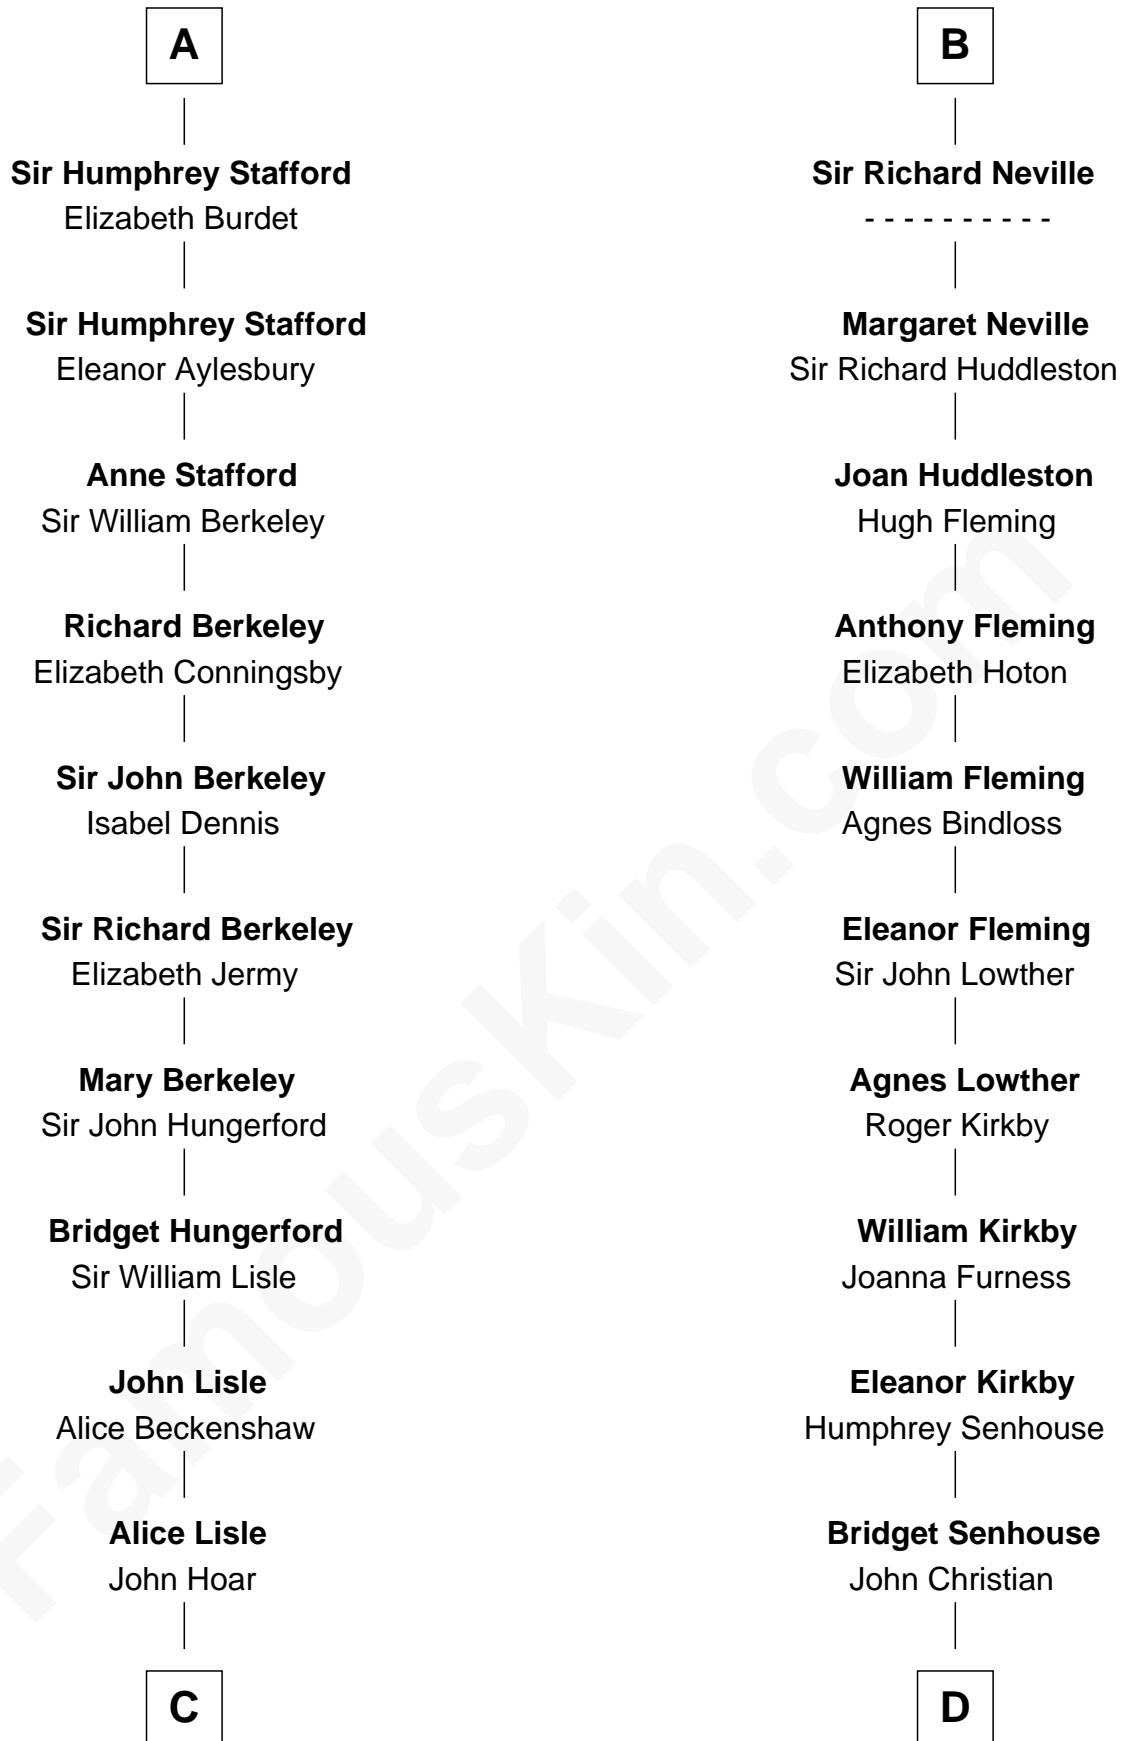 A
Sir Humphrey Stafford
Elizabeth Burdet
Sir Humphrey Stafford
Eleanor Aylesbury
Anne Stafford
Sir William Berkeley
Richard Berkeley
Elizabeth Conningsby
Sir John Berkeley
Isabel Dennis
Sir Richard Berkeley
Elizabeth Jermy
Mary Berkeley
Sir John Hungerford
Bridget Hungerford
Sir William Lisle
John Lisle
Alice Beckenshaw
Alice Lisle
John Hoar
C
B
Sir Richard Neville
- - - - - - - - - -
Margaret Neville
Sir Richard Huddleston
Joan Huddleston
Hugh Fleming
Anthony Fleming
Elizabeth Hoton
William Fleming
Agnes Bindloss
Eleanor Fleming
Sir John Lowther
Agnes Lowther
Roger Kirkby
William Kirkby
Joanna Furness
Eleanor Kirkby
Humphrey Senhouse
Bridget Senhouse
John Christian
D
FamousKin.com